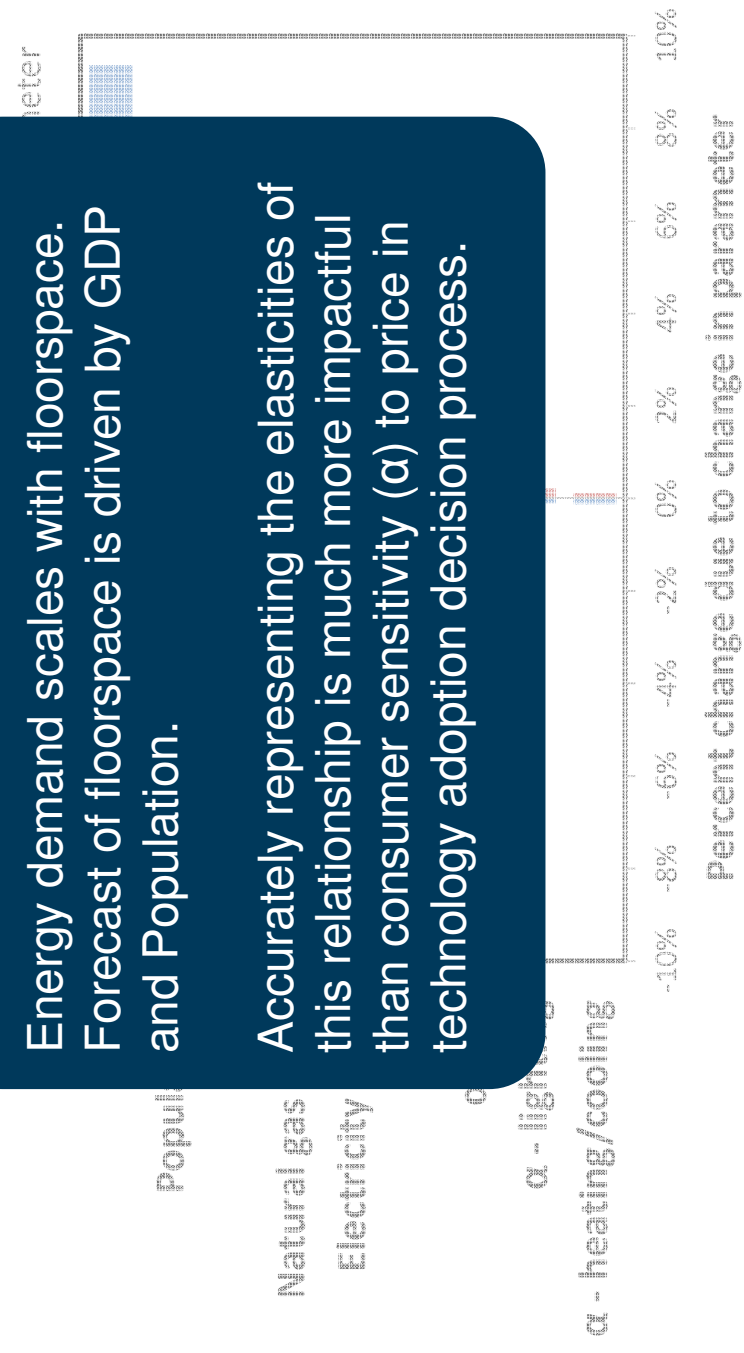 Energy demand scales with floorspace.
Forecast of floorspace is driven by GDP
and Population.
Accurately representing the elasticities of
this relationship is much more impactful
than consumer sensitivity (α) to price in
technology adoption decision process.
Natural gas
Electricity
α - heating/cooling
-10% -8% -6% -4% -2% 0% 2% 4% 6% 8% 10%
Percent change due to change in parameter